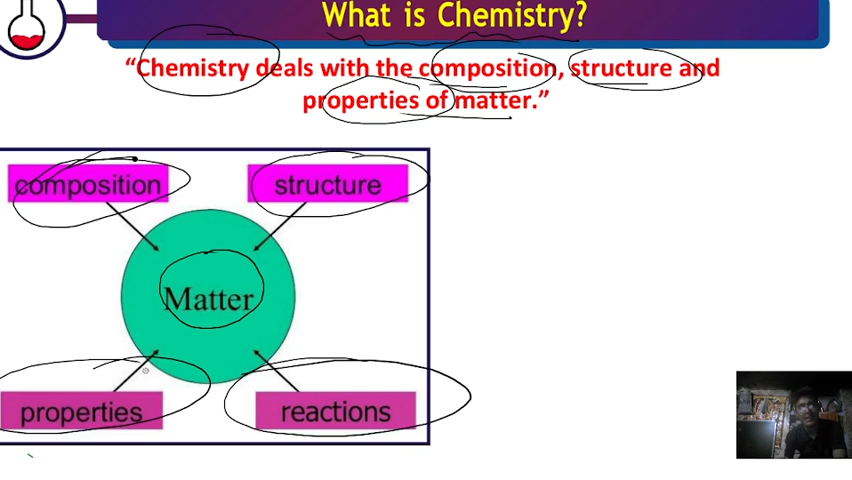 What is Chemistry?
“Chemistry deals with the composition, structure and
properties of matter.”
composition
structure
Matter
properties
reactions